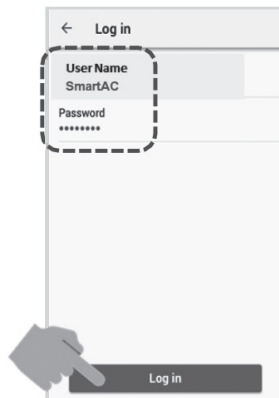 ← Log in
User Name
SmartAC
Password
••••••••
Log in